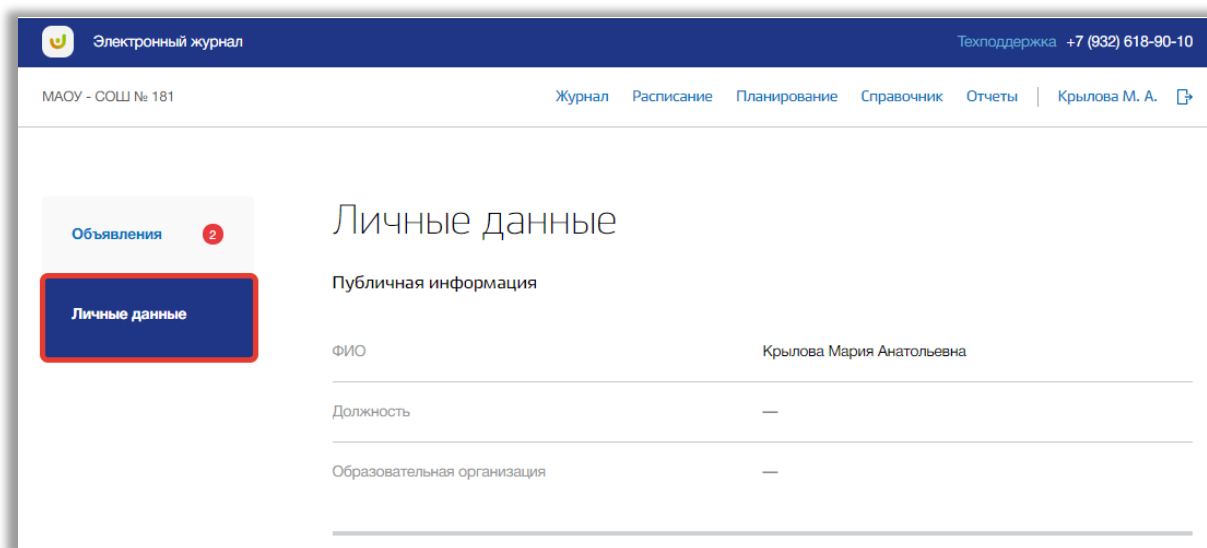 Электронный журнал
Техподдержка +7 (932) 618-90-10
МАОУ - СОШ № 181
Журнал Расписание Планирование Справочник Отчеты | Крылова М. А.
Объявления 2
Личные данные
Личные данные
Публичная информация
ФИО Крылова Мария Анатольевна
Должность —
Образовательная организация —